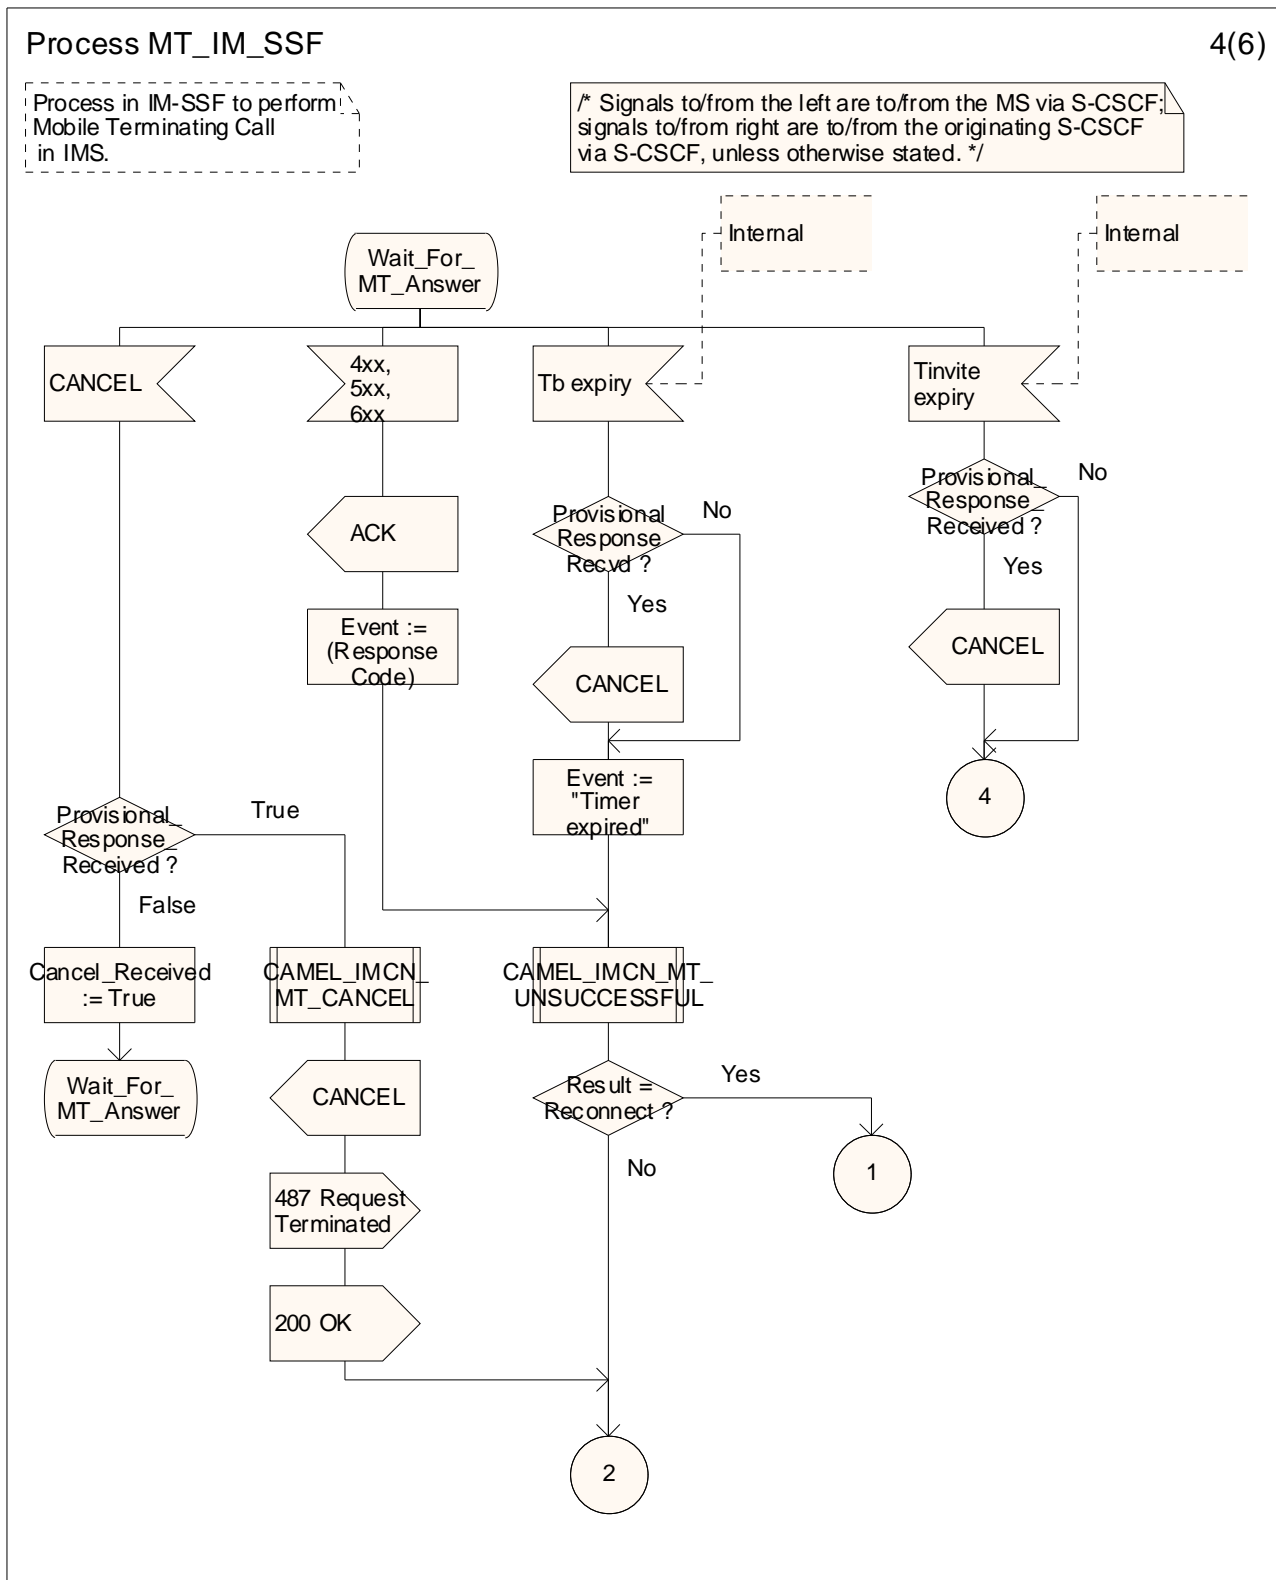 Process MT_IM_SSF
4(6)
Process in IM-SSF to perform
Mobile Terminating Call
in IMS.
/* Signals to/from the left are to/from the MS via S-CSCF;
signals to/from right are to/from the originating S-CSCF
via S-CSCF, unless otherwise stated. */
Internal
Internal
Wait_For_
MT_Answer
CANCEL
4xx,
5xx,
6xx
Tb expiry
Tinvite
expiry
Provisional_
Response_
Received ?
No
Yes
CANCEL
4
ACK
Event :=
(Response
Code)
Provisional
Response
Recvd ?
No
Yes
CANCEL
Event :=
"Timer
expired"
Provisional_
Response_
Received ?
True
False
Cancel_Received
:= True
Wait_For_
MT_Answer
CAMEL_IMCN_
MT_CANCEL
CANCEL
487 Request
Terminated
200 OK
CAMEL_IMCN_MT_
UNSUCCESSFUL
Result =
Reconnect ?
Yes
No
1
2